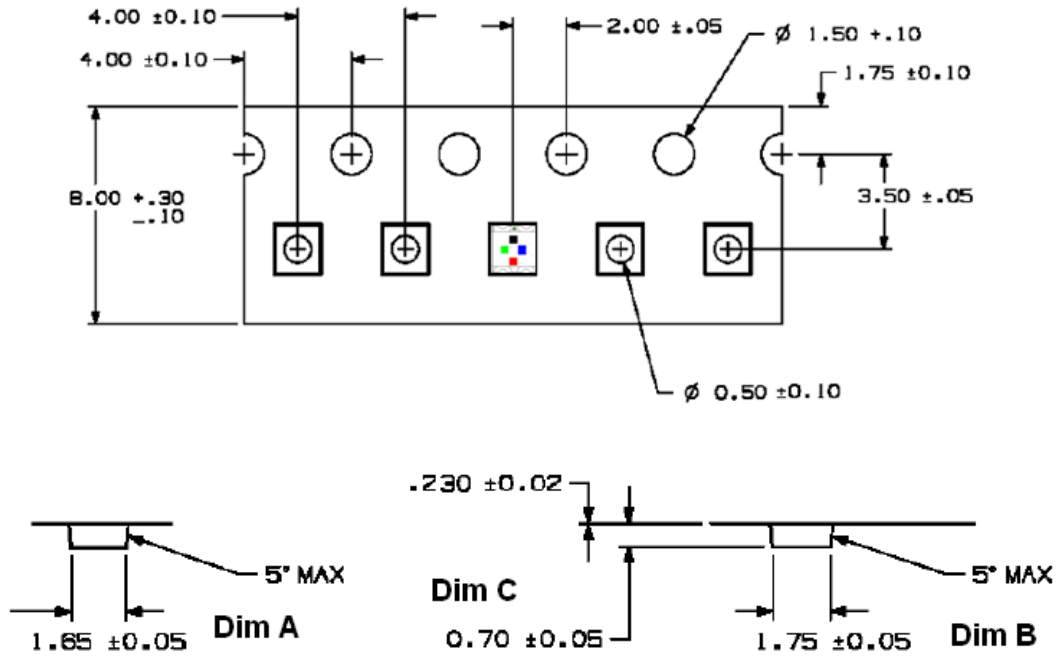 4.00 ±0.10
2.00 ±.05
Ø 1.50 +.10
4.00 ±0.10
1.75 ±0.10
8.00 +.30
-.10
3.50 ±.05
Ø 0.50 ±0.10
.230 ±0.02
5° MAX
5° MAX
Dim C
Dim A
1.65 ±0.05
0.70 ±0.05
1.75 ±0.05
Dim B